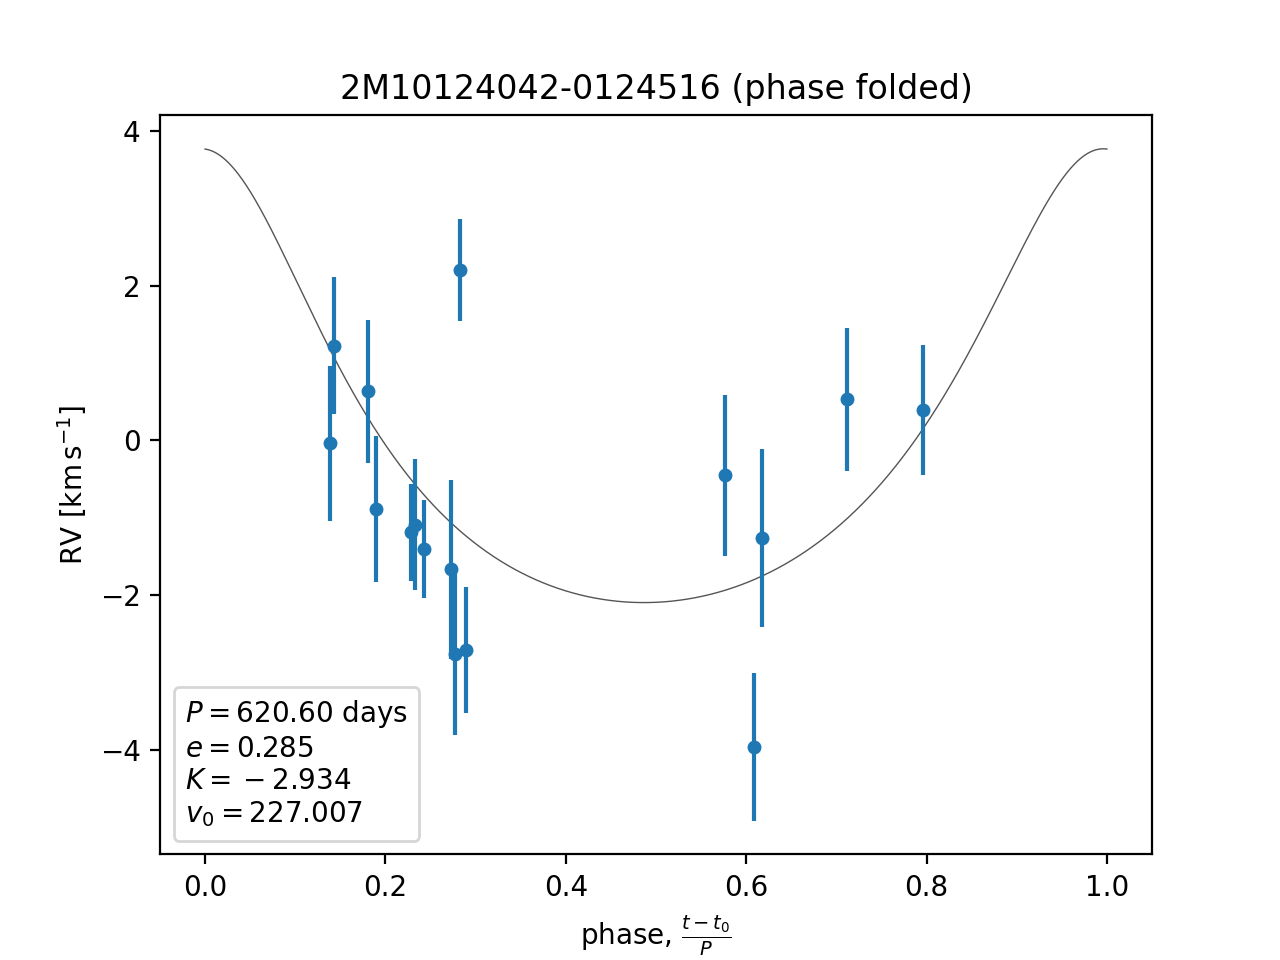 2M10124042-0124516 (phase folded)
4
2
0
−2
−4
RV [km s⁻¹]
P = 620.60 days
e = 0.285
K = −2.934
v₀ = 227.007
0.0 0.2 0.4 0.6 0.8 1.0
phase, (t − t₀)/P